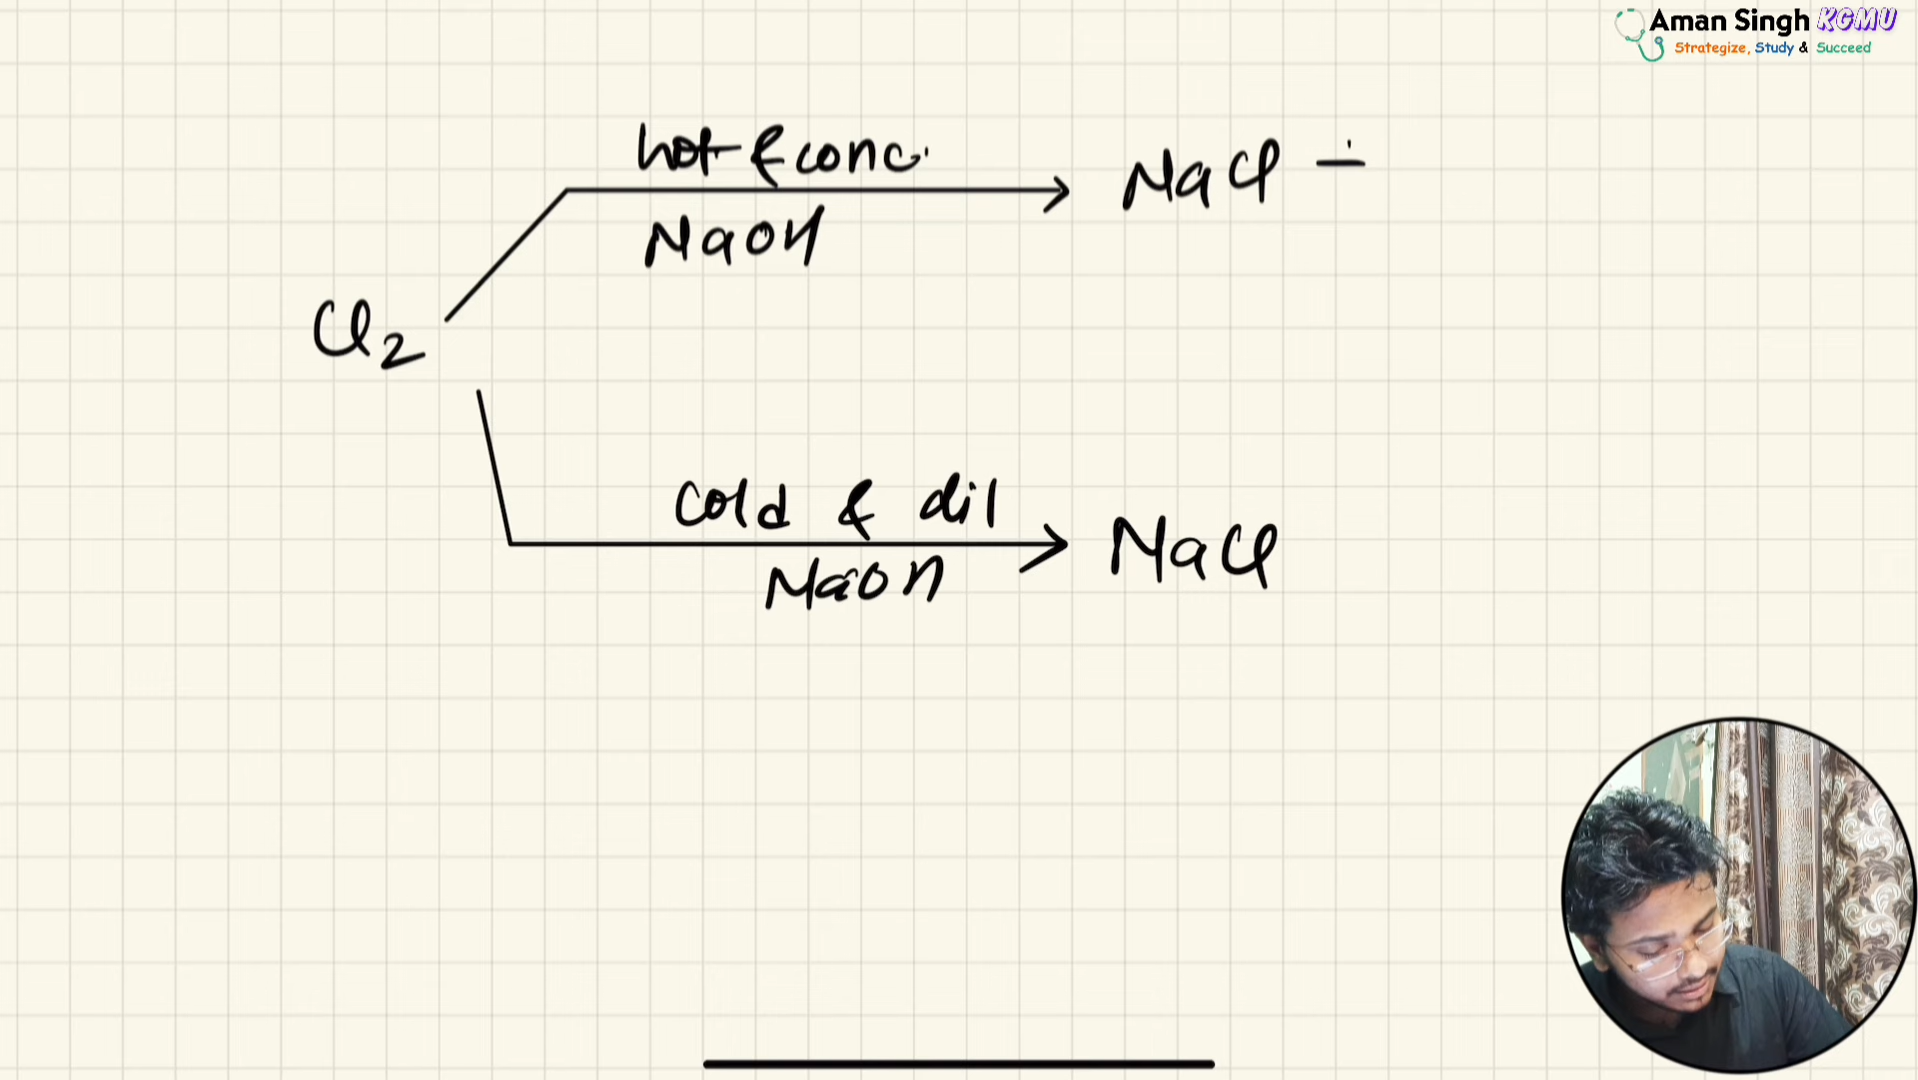 Aman Singh KGMU
Strategize, Study & Succeed
hot & conc.
NaCl
NaOH
Cl2
cold & dil
NaCl
NaOH